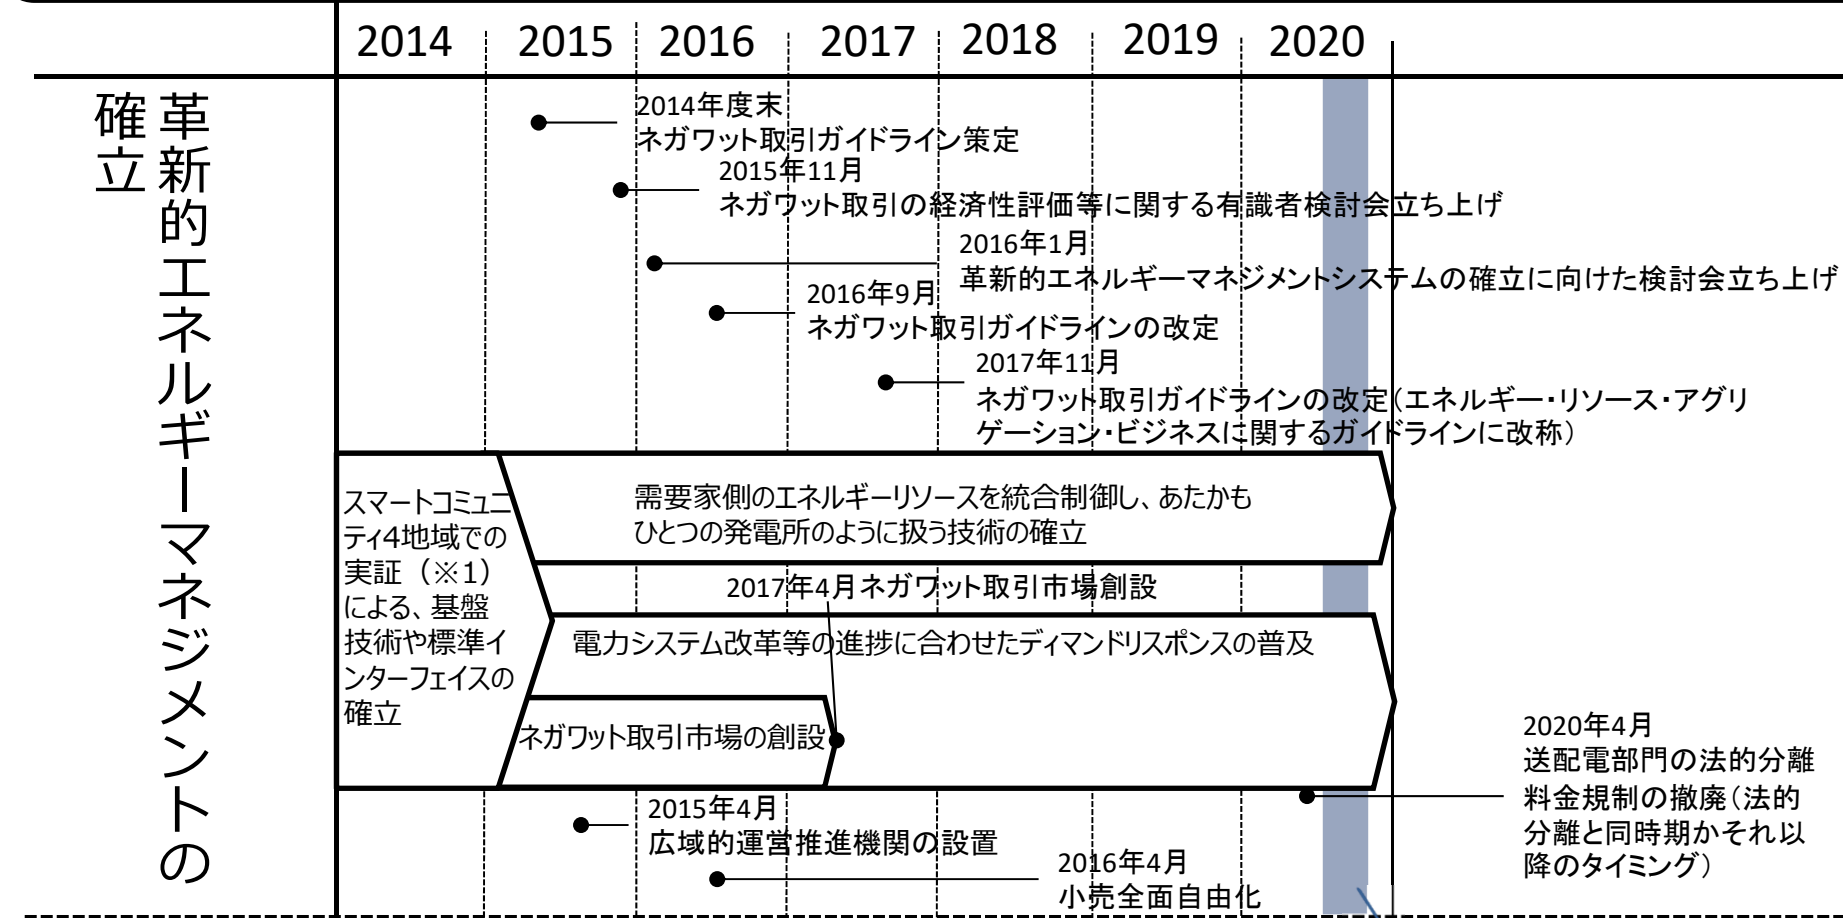 2014 2015 2016 2017 2018 2019 2020
革新的エネルギーマネジメントの
確立
2014年度末
ネガワット取引ガイドライン策定
2015年11月
ネガワット取引の経済性評価等に関する有識者検討会立ち上げ
2016年1月
革新的エネルギーマネジメントシステムの確立に向けた検討会立ち上げ
2016年9月
ネガワット取引ガイドラインの改定
2017年11月
ネガワット取引ガイドラインの改定(エネルギー・リソース・アグリ
ゲーション・ビジネスに関するガイドラインに改称)
スマートコミュニ
ティ4地域での
実証（※1）
による、基盤
技術や標準イ
ンターフェイスの
確立
需要家側のエネルギーリソースを統合制御し、あたかも
ひとつの発電所のように扱う技術の確立
2017年4月ネガワット取引市場創設
電力システム改革等の進捗に合わせたディマンドリスポンスの普及
ネガワット取引市場の創設
2015年4月
広域的運営推進機関の設置
2016年4月
小売全面自由化
2020年4月
送配電部門の法的分離
料金規制の撤廃(法的
分離と同時期かそれ以
降のタイミング)